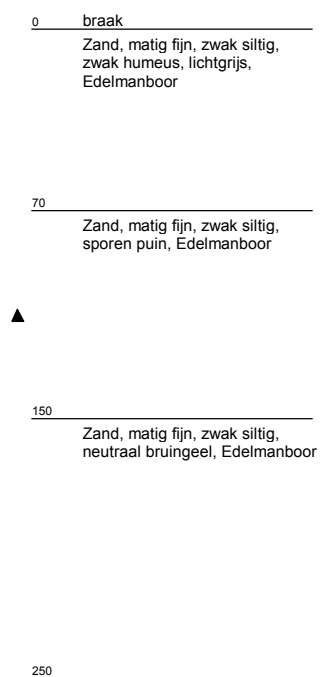 0 braak
Zand, matig fijn, zwak siltig,
zwak humeus, lichtgrijs,
Edelmanboor
70
Zand, matig fijn, zwak siltig,
sporen puin, Edelmanboor
150
Zand, matig fijn, zwak siltig,
neutraal bruingeel, Edelmanboor
250